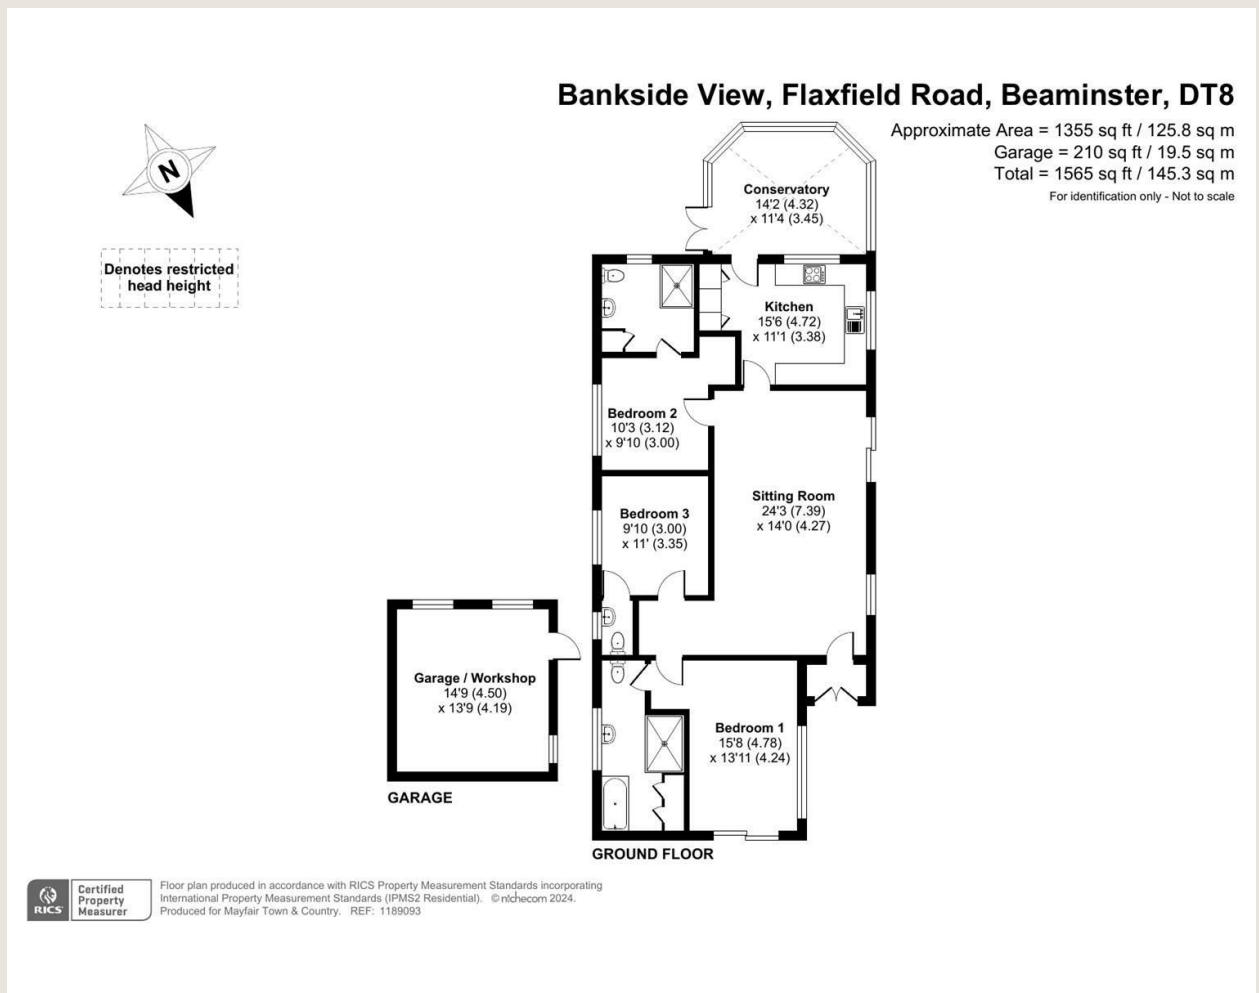 Bankside View, Flaxfield Road, Beaminster, DT8
Approximate Area = 1355 sq ft / 125.8 sq m
Garage = 210 sq ft / 19.5 sq m
Total = 1565 sq ft / 145.3 sq m
For identification only - Not to scale
N
Denotes restricted
head height
Conservatory
14'2 (4.32)
x 11'4 (3.45)
Kitchen
15'6 (4.72)
x 11'1 (3.38)
Bedroom 2
10'3 (3.12)
x 9'10 (3.00)
Sitting Room
24'3 (7.39)
x 14'0 (4.27)
Bedroom 3
9'10 (3.00)
x 11' (3.35)
Garage / Workshop
14'9 (4.50)
x 13'9 (4.19)
Bedroom 1
15'8 (4.78)
x 13'11 (4.24)
GARAGE
GROUND FLOOR
RICS
Certified
Property
Measurer
Floor plan produced in accordance with RICS Property Measurement Standards incorporating
International Property Measurement Standards (IPMS2 Residential). © nichecom 2024.
Produced for Mayfair Town & Country. REF: 1189093